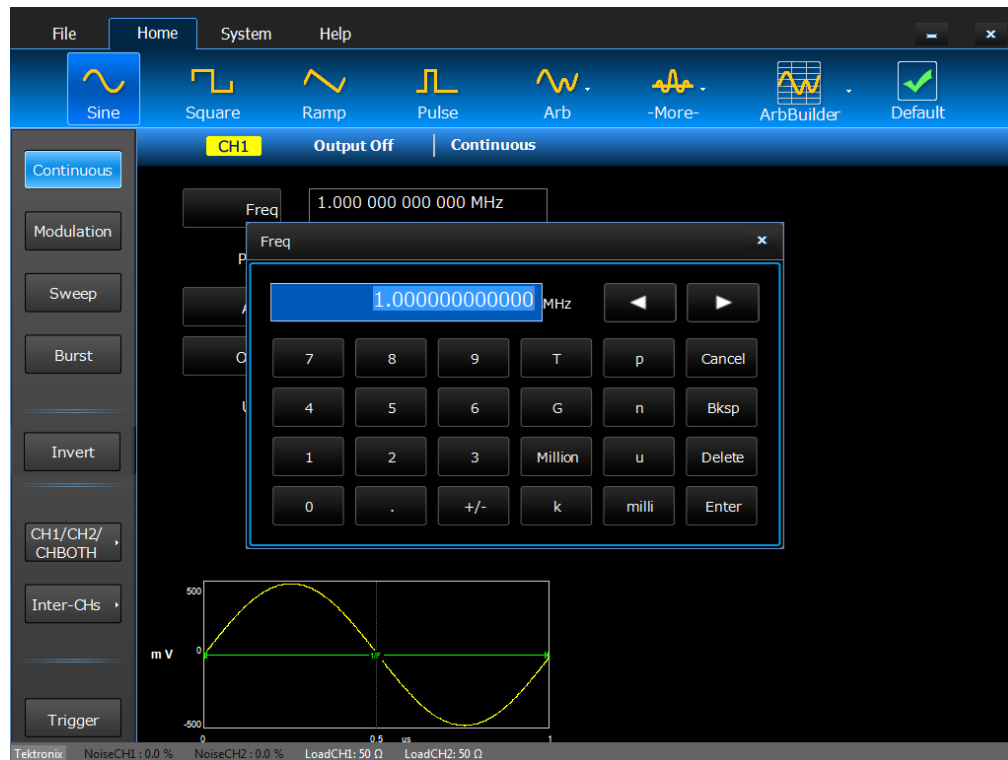 File Home System Help
Sine Square Ramp Pulse Arb -More- ArbBuilder Default
CH1 Output Off Continuous
Continuous
Modulation
Sweep
Burst
Invert
CH1/CH2/
CHBOTH
Inter-CHs
Trigger
Freq 1.000 000 000 000 MHz
P
A
O
U
Freq
1.000000000000 MHz
7 8 9 T p Cancel
4 5 6 G n Bksp
1 2 3 Million u Delete
0 . +/- k milli Enter
500
m V 0 1/F
-500
0 0.5 us 1
Tektronix NoiseCH1 : 0.0 % NoiseCH2 : 0.0 % LoadCH1: 50 Ω LoadCH2: 50 Ω